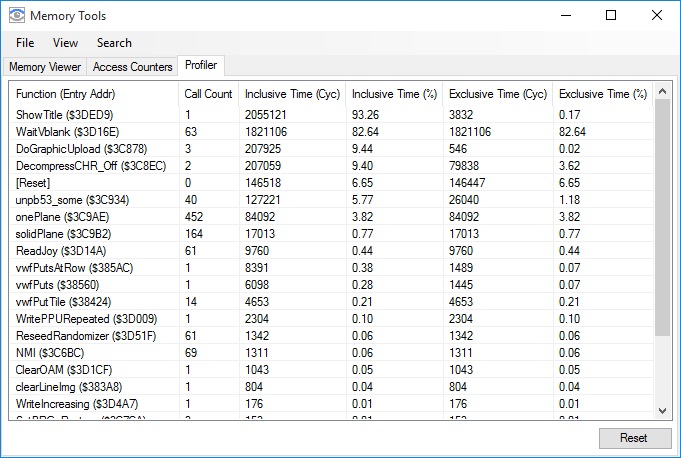 Memory Tools
File View Search
Memory Viewer Access Counters Profiler
Function (Entry Addr) Call Count Inclusive Time (Cyc) Inclusive Time (%) Exclusive Time (Cyc) Exclusive Time (%)
ShowTitle ($3DED9) 1 2055121 93.26 3832 0.17
WaitVblank ($3D16E) 63 1821106 82.64 1821106 82.64
DoGraphicUpload ($3C878) 3 207925 9.44 546 0.02
DecompressCHR_Off ($3C8EC) 2 207059 9.40 79838 3.62
[Reset] 0 146518 6.65 146447 6.65
unpb53_some ($3C934) 40 127221 5.77 26040 1.18
onePlane ($3C9AE) 452 84092 3.82 84092 3.82
solidPlane ($3C9B2) 164 17013 0.77 17013 0.77
ReadJoy ($3D14A) 61 9760 0.44 9760 0.44
vwfPutsAtRow ($385AC) 1 8391 0.38 1489 0.07
vwfPuts ($38560) 1 6098 0.28 1445 0.07
vwfPutTile ($38424) 14 4653 0.21 4653 0.21
WritePPURepeated ($3D009) 1 2304 0.10 2304 0.10
ReseedRandomizer ($3D51F) 61 1342 0.06 1342 0.06
NMI ($3C6BC) 69 1311 0.06 1311 0.06
ClearOAM ($3D1CF) 1 1043 0.05 1043 0.05
clearLineImg ($383A8) 1 804 0.04 804 0.04
WriteIncreasing ($3D4A7) 1 176 0.01 176 0.01
Reset